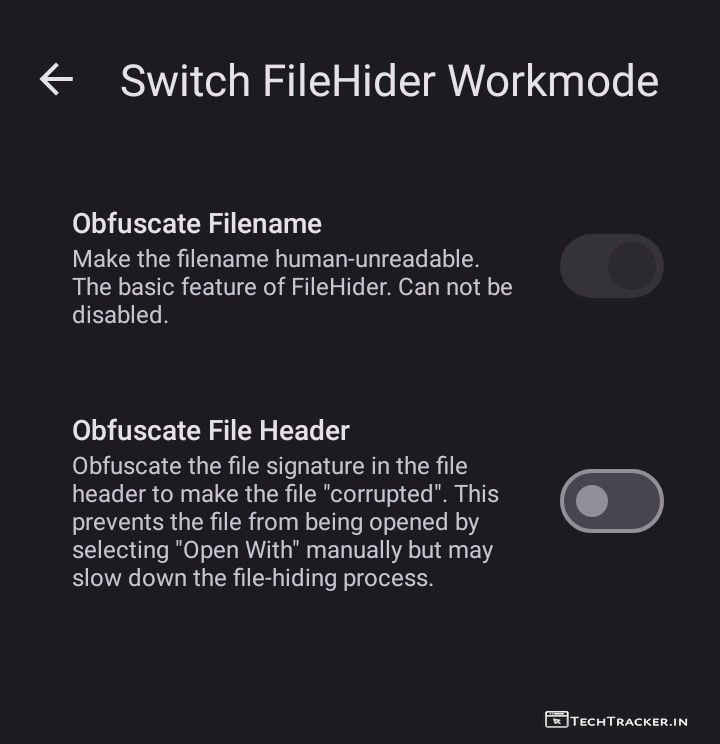 Switch FileHider Workmode
Obfuscate Filename
Make the filename human-unreadable.
The basic feature of FileHider. Can not be
disabled.
Obfuscate File Header
Obfuscate the file signature in the file
header to make the file "corrupted". This
prevents the file from being opened by
selecting "Open With" manually but may
slow down the file-hiding process.
TECHTRACKER.IN